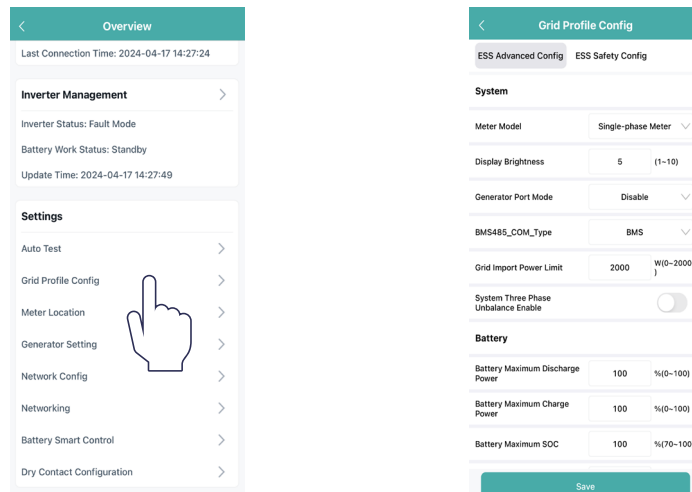 Overview
Last Connection Time: 2024-04-17 14:27:24
Inverter Management
Inverter Status: Fault Mode
Battery Work Status: Standby
Update Time: 2024-04-17 14:27:49
Settings
Auto Test
Grid Profile Config
Meter Location
Generator Setting
Network Config
Networking
Battery Smart Control
Dry Contact Configuration
Grid Profile Config
ESS Advanced Config ESS Safety Config
System
Meter Model Single-phase Meter
Display Brightness 5 (1~10)
Generator Port Mode Disable
BMS485_COM_Type BMS
Grid Import Power Limit 2000 W(0~2000
)
System Three Phase
Unbalance Enable
Battery
Battery Maximum Discharge
Power 100 %(0~100)
Battery Maximum Charge
Power 100 %(0~100)
Battery Maximum SOC 100 %(70~100
Save